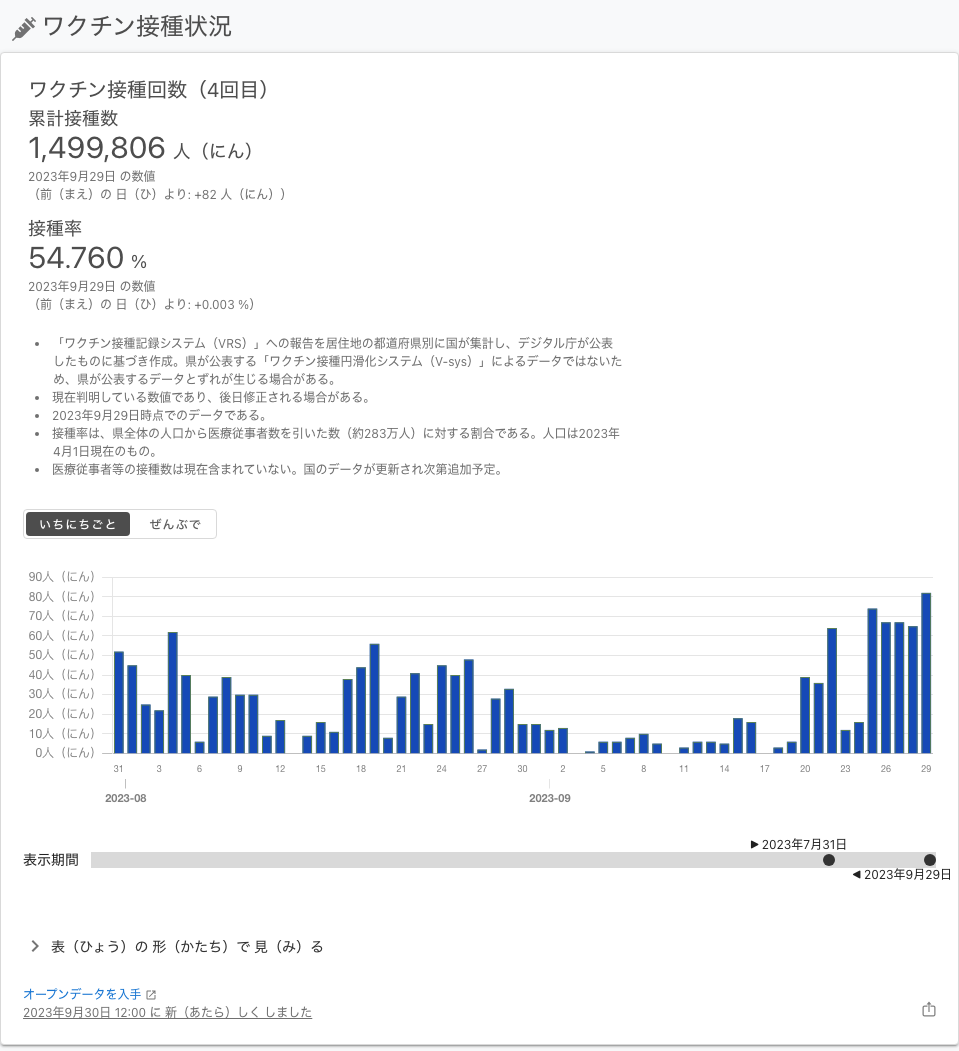 ワクチン接種状況
ワクチン接種回数（4回目）
累計接種数
1,499,806 人（にん）
2023年9月29日 の数値
（前（まえ）の 日（ひ）より: +82 人（にん））
接種率
54.760 %
2023年9月29日 の数値
（前（まえ）の 日（ひ）より: +0.003 %）
• 「ワクチン接種記録システム（VRS）」への報告を居住地の都道府県別に国が集計し、デジタル庁が公表
したものに基づき作成。県が公表する「ワクチン接種円滑化システム（V-sys）」によるデータではないた
め、県が公表するデータとずれが生じる場合がある。
• 現在判明している数値であり、後日修正される場合がある。
• 2023年9月29日時点でのデータである。
• 接種率は、県全体の人口から医療従事者数を引いた数（約283万人）に対する割合である。人口は2023年
4月1日現在のもの。
• 医療従事者等の接種数は現在含まれていない。国のデータが更新され次第追加予定。
いちにちごと ぜんぶで
90人（にん）
80人（にん）
70人（にん）
60人（にん）
50人（にん）
40人（にん）
30人（にん）
20人（にん）
10人（にん）
0人（にん）
31 3 6 9 12 15 18 21 24 27 30 2 5 8 11 14 17 20 23 26 29
2023-08 2023-09
▶ 2023年7月31日
表示期間
◀ 2023年9月29日
表（ひょう）の 形（かたち）で 見（み）る
オープンデータを入手
2023年9月30日 12:00 に 新（あたら）しく しました